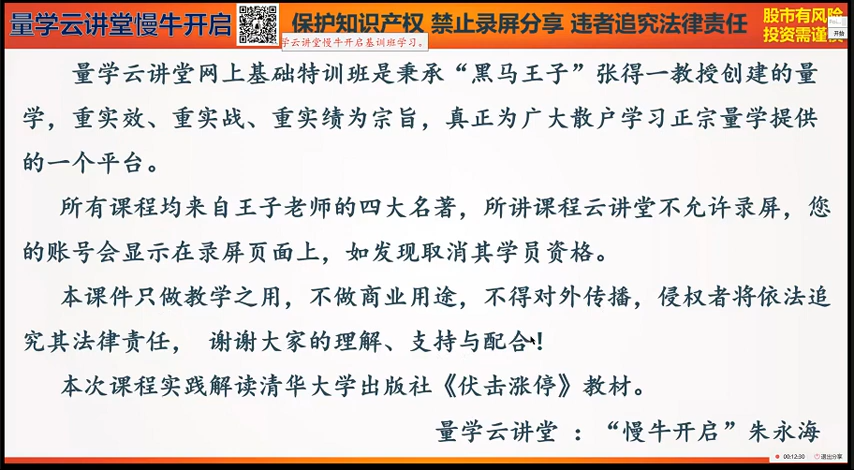 量学云讲堂慢牛开启
保护知识产权 禁止录屏分享 违者追究法律责任
股市有风险
投资需谨慎
开始
学云讲堂慢牛开启基训班学习。
量学云讲堂网上基础特训班是秉承“黑马王子”张得一教授创建的量
学，重实效、重实战、重实绩为宗旨，真正为广大散户学习正宗量学提供
的一个平台。
所有课程均来自王子老师的四大名著，所讲课程云讲堂不允许录屏，您
的账号会显示在录屏页面上，如发现取消其学员资格。
本课件只做教学之用，不做商业用途，不得对外传播，侵权者将依法追
究其法律责任， 谢谢大家的理解、支持与配合!
本次课程实践解读清华大学出版社《伏击涨停》教材。
量学云讲堂 ：“慢牛开启”朱永海
00:12:30 退出分享